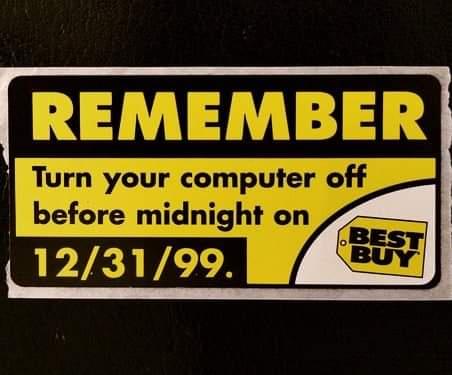 REMEMBER
Turn your computer off
before midnight on
12/31/99.
BEST
BUY